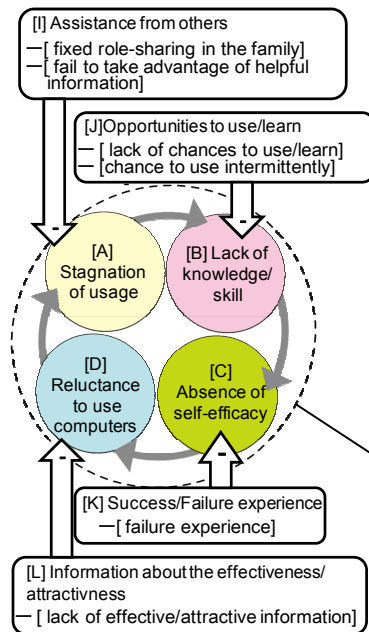 [I] Assistance from others
—[ fixed role-sharing in the family]
—[ fail to take advantage of helpful
information]
[J]Opportunities to use/learn
— [ lack of chances to use/learn]
— [chance to use intermittently]
-
-
[A]
Stagnation
of usage
[B] Lack of
knowledge/
skill
[D]
Reluctance
to use
computers
[C]
Absence of
self-efficacy
-
-
[K] Success/Failure experience
—[ failure experience]
[L] Information about the effectiveness/
attractivness
— [ lack of effective/attractive information]